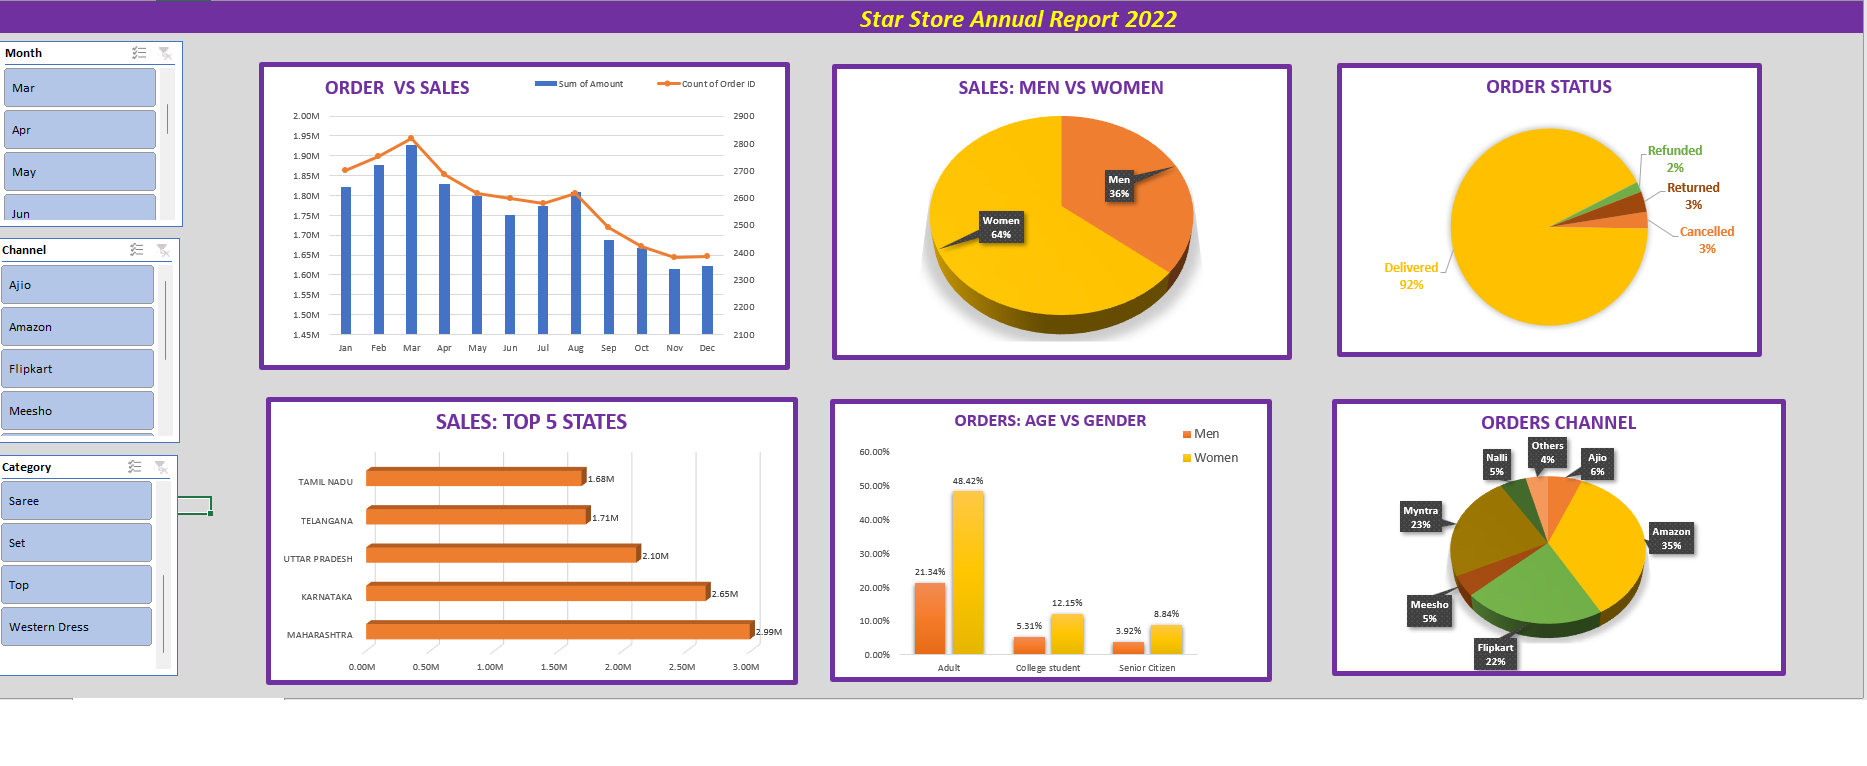 Star Store Annual Report 2022
Month
Mar
Apr
May
Jun
Channel
Ajio
Amazon
Flipkart
Meesho
Category
Saree
Set
Top
Western Dress
ORDER VS SALES
Sum of Amount
Count of Order ID
2.00M
1.95M
1.90M
1.85M
1.80M
1.75M
1.70M
1.65M
1.60M
1.55M
1.50M
1.45M
2900
2800
2700
2600
2500
2400
2300
2200
2100
Jan Feb Mar Apr May Jun Jul Aug Sep Oct Nov Dec
SALES: MEN VS WOMEN
Men
36%
Women
64%
ORDER STATUS
Refunded
2%
Returned
3%
Cancelled
3%
Delivered
92%
SALES: TOP 5 STATES
TAMIL NADU
1.68M
TELANGANA
1.71M
UTTAR PRADESH
2.10M
KARNATAKA
2.65M
MAHARASHTRA
2.99M
0.00M 0.50M 1.00M 1.50M 2.00M 2.50M 3.00M
ORDERS: AGE VS GENDER
Men
Women
60.00%
50.00%
40.00%
30.00%
20.00%
10.00%
0.00%
21.34%
48.42%
5.31%
12.15%
3.92%
8.84%
Adult College student Senior Citizen
ORDERS CHANNEL
Others
4%
Ajio
6%
Nalli
5%
Myntra
23%
Amazon
35%
Meesho
5%
Flipkart
22%